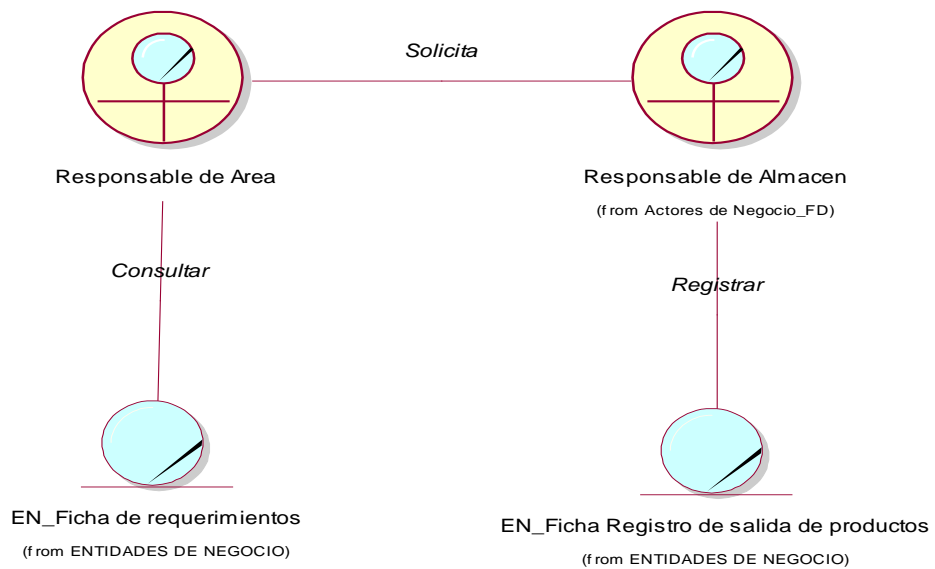 Solicita
Responsable de Area
Responsable de Almacen
(f rom Actores de Negocio_FD)
Consultar
Registrar
EN_Ficha de requerimientos
(f rom ENTIDADES DE NEGOCIO)
EN_Ficha Registro de salida de productos
(f rom ENTIDADES DE NEGOCIO)